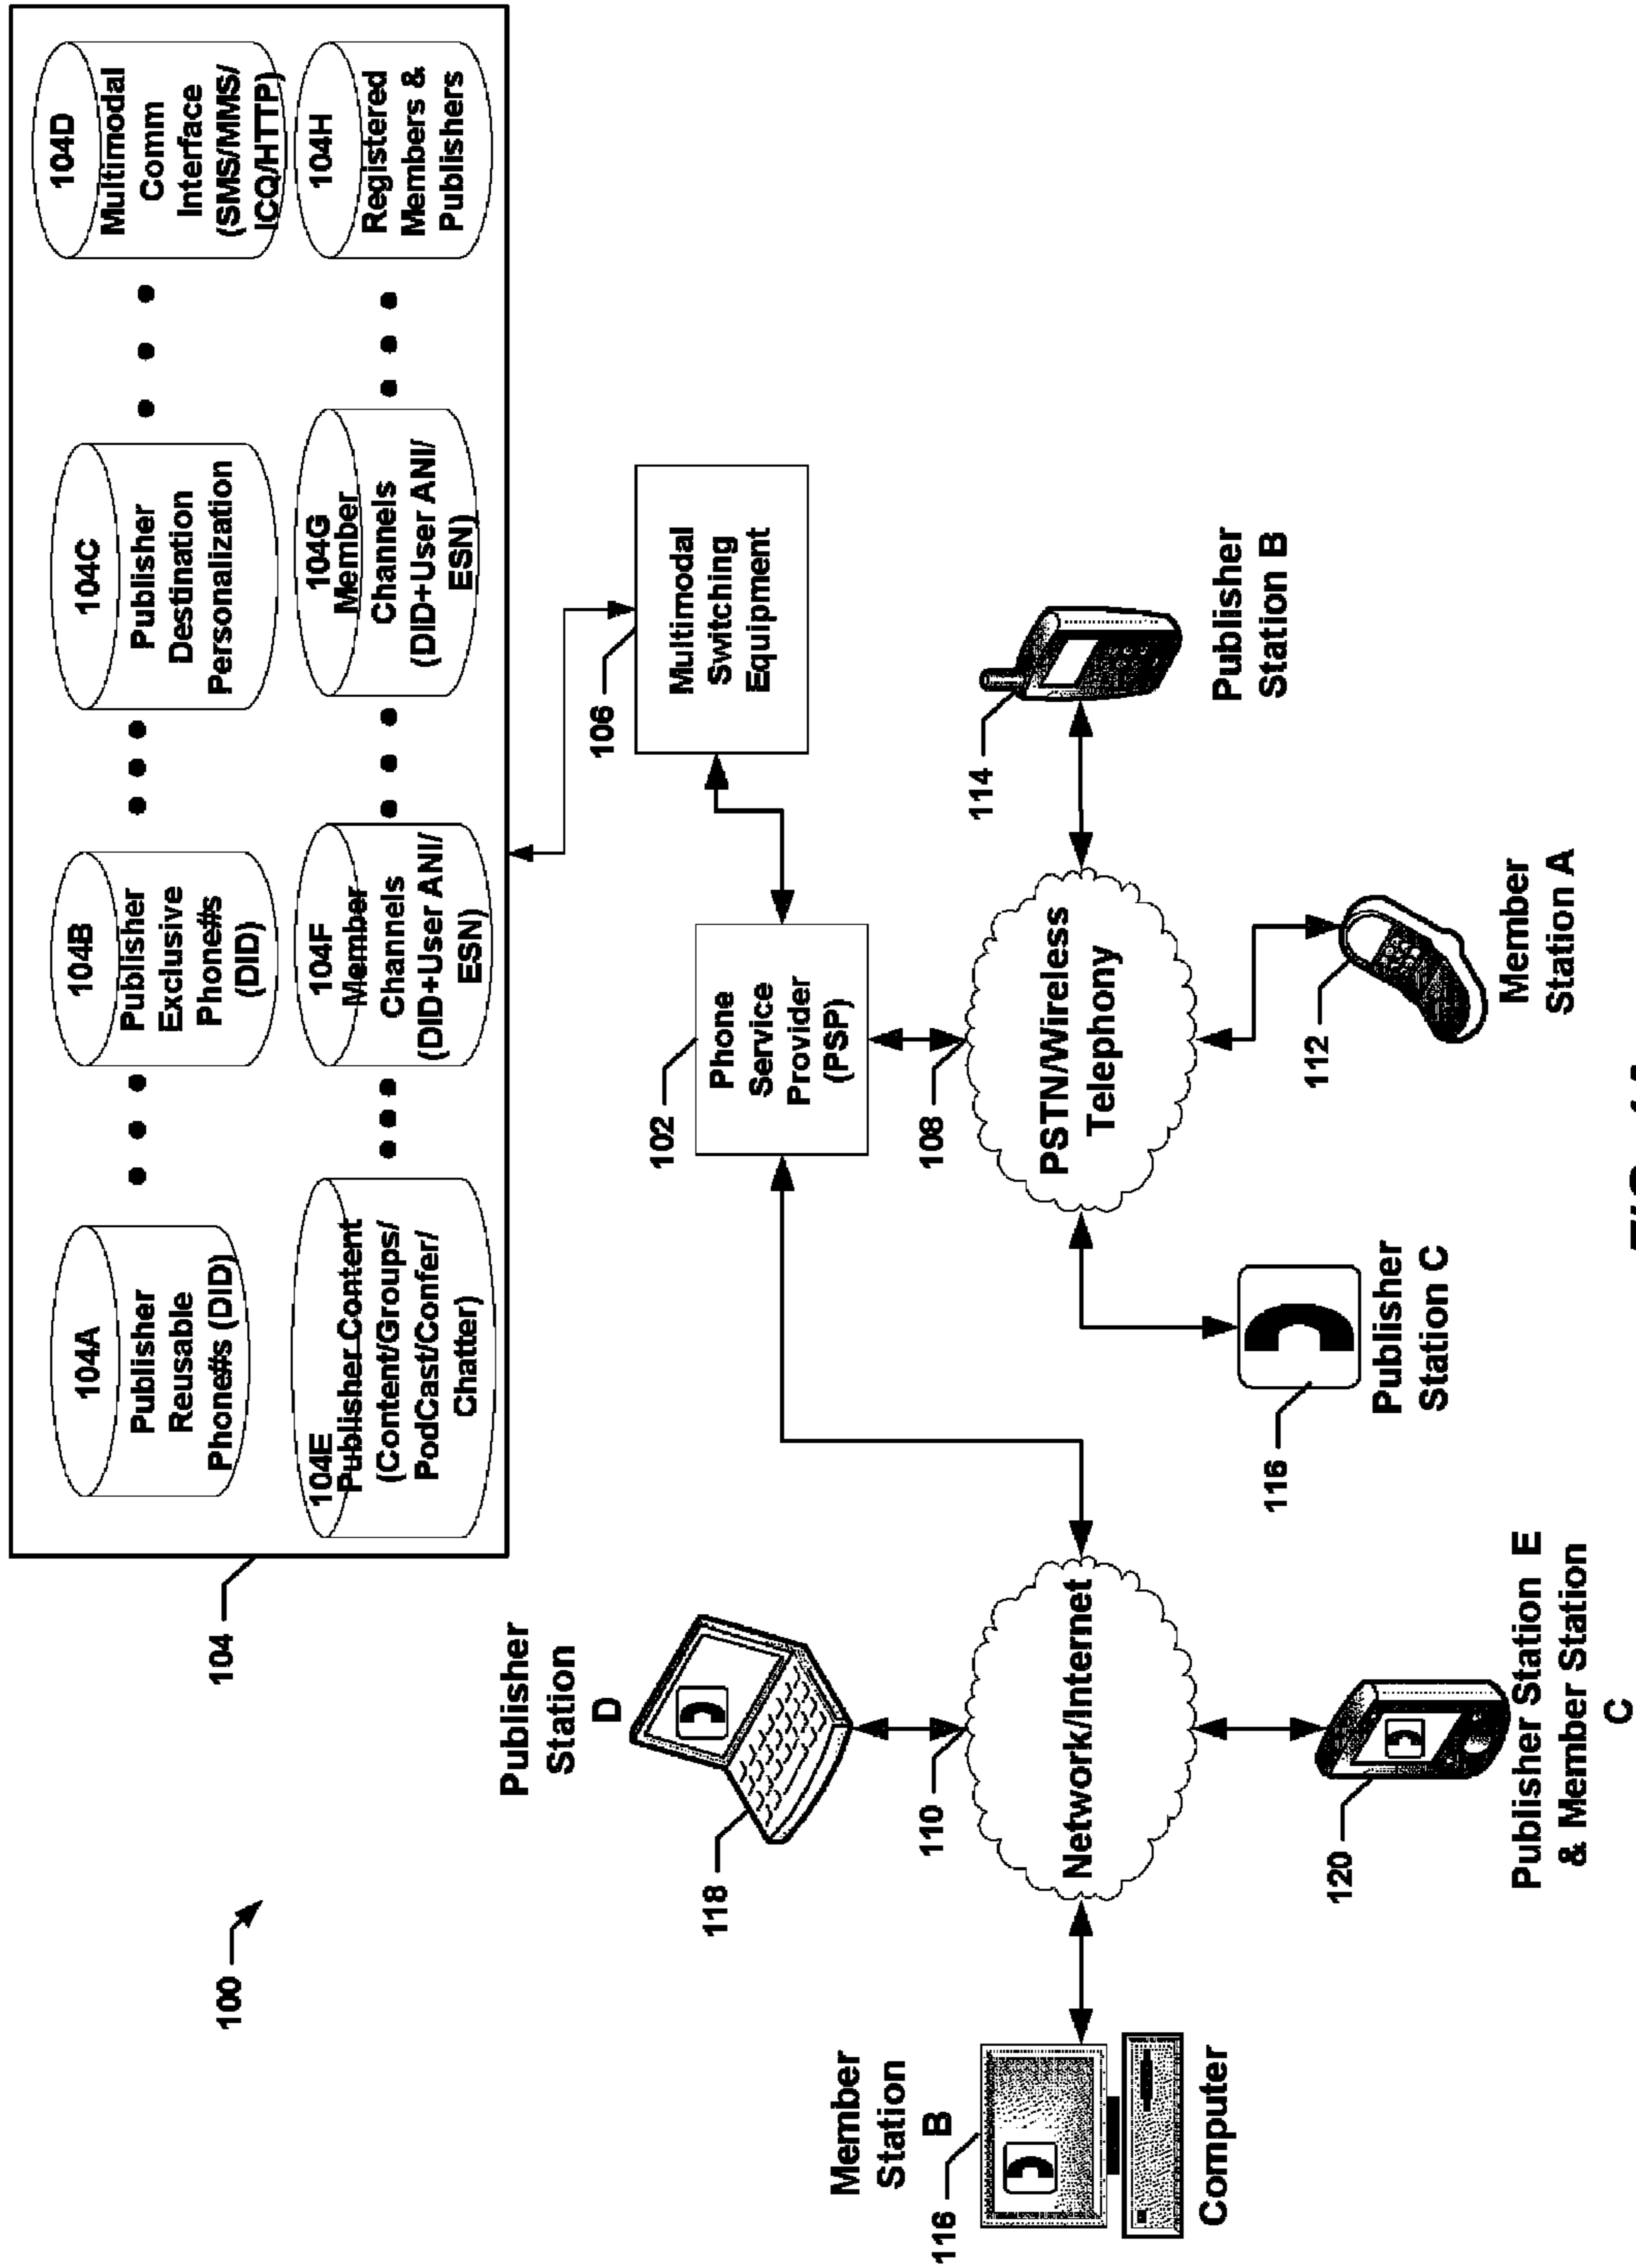 104A
Publisher
Reusable
Phone#s (DID)
104B
Publisher
Exclusive
Phone#s
(DID)
104C
Publisher
Destination
Personalization
104D
Multimodal
Comm
Interface
(SMS/MMS/
ICQ/HTTP)
104E
Publisher Content
(Content/Groups/
PodCast/Confer/
Chatter)
104F
Member
Channels
(DID+User ANI/
ESN)
104G
Member
Channels
(DID+User ANI/
ESN)
104H
Registered
Members &
Publishers
100
104
106
Multimodal
Switching
Equipment
102
Phone
Service
Provider
(PSP)
Publisher
Station
D
118
Member
Station
B
116
Computer
110
Network/Internet
108
PSTN/Wireless
Telephony
114
Publisher
Station B
116
Publisher
Station C
112
Member
Station A
120
Publisher Station E
& Member Station
C